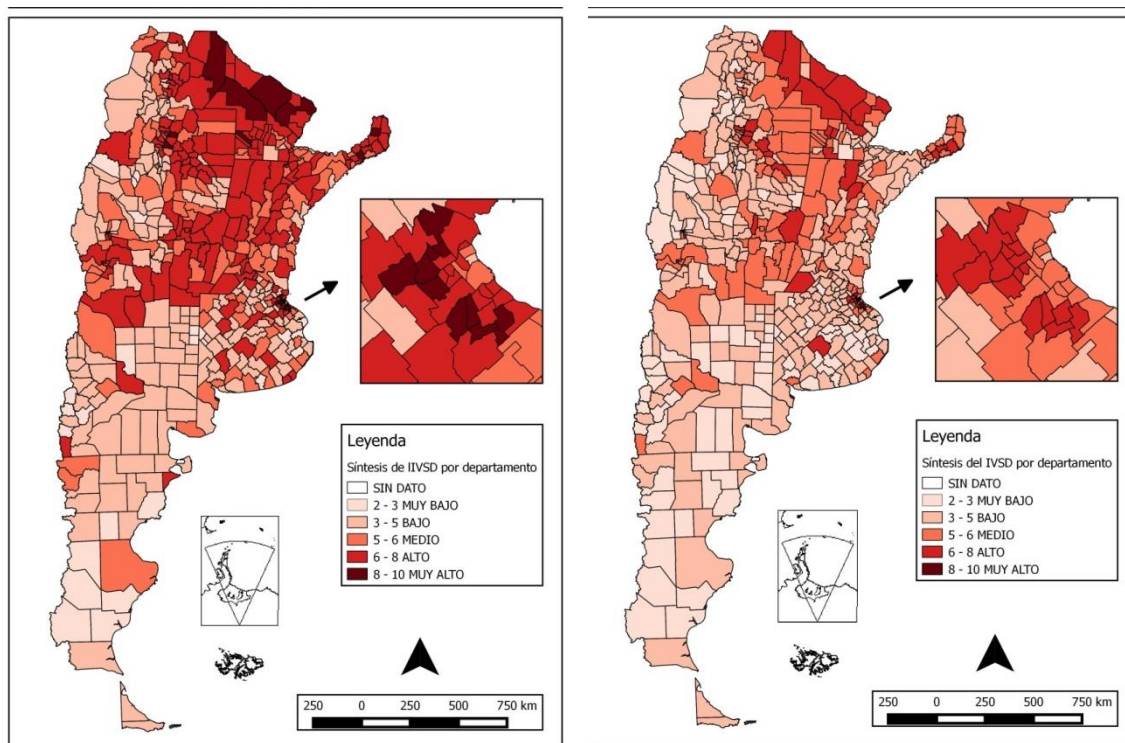 Leyenda
Síntesis de lIVSD por departamento
SIN DATO
2 - 3 MUY BAJO
3 - 5 BAJO
5 - 6 MEDIO
6 - 8 ALTO
8 - 10 MUY ALTO
250 0 250 500 750 km
Leyenda
Síntesis del IVSD por departamento
SIN DATO
2 - 3 MUY BAJO
3 - 5 BAJO
5 - 6 MEDIO
6 - 8 ALTO
8 - 10 MUY ALTO
250 0 250 500 750 km